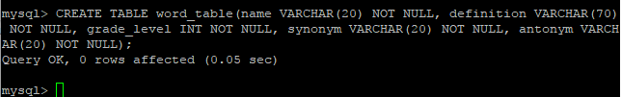 mysql> CREATE TABLE word_table(name VARCHAR(20) NOT NULL, definition VARCHAR(70)
 NOT NULL, grade_level INT NOT NULL, synonym VARCHAR(20) NOT NULL, antonym VARCH
AR(20) NOT NULL);
Query OK, 0 rows affected (0.05 sec)
mysql>